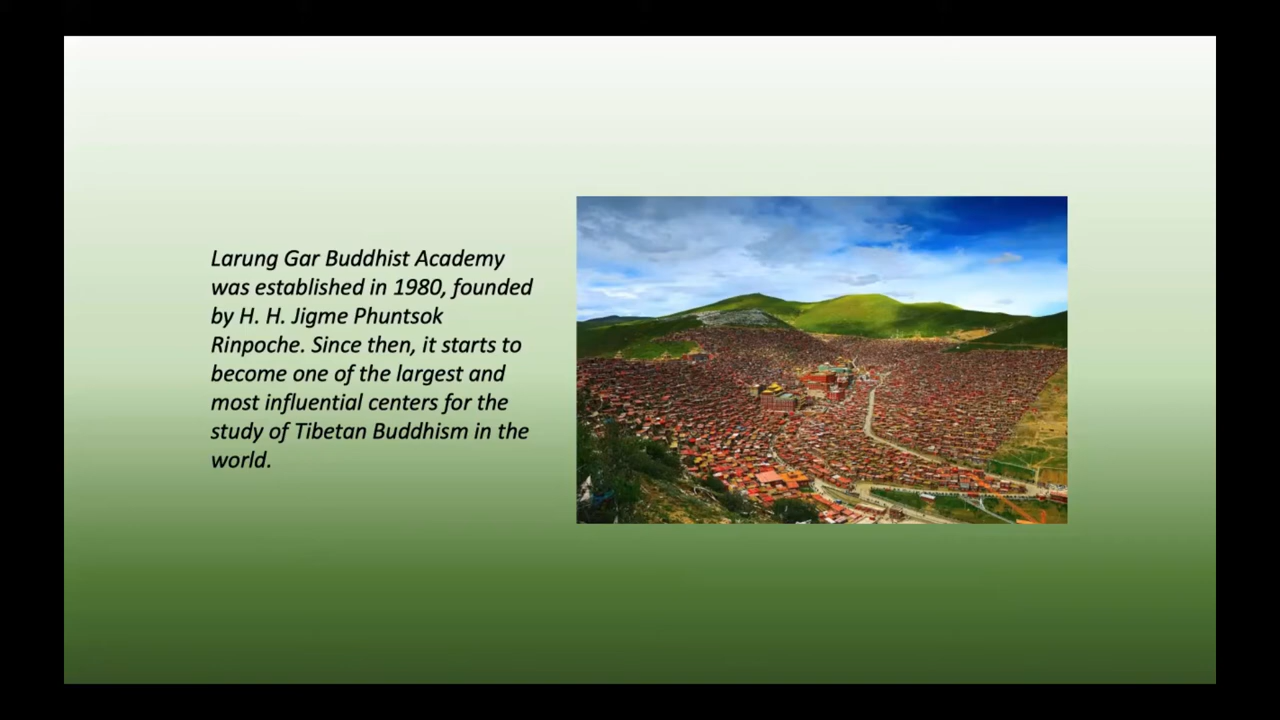 Larung Gar Buddhist Academy
was established in 1980, founded
by H. H. Jigme Phuntsok
Rinpoche. Since then, it starts to
become one of the largest and
most influential centers for the
study of Tibetan Buddhism in the
world.